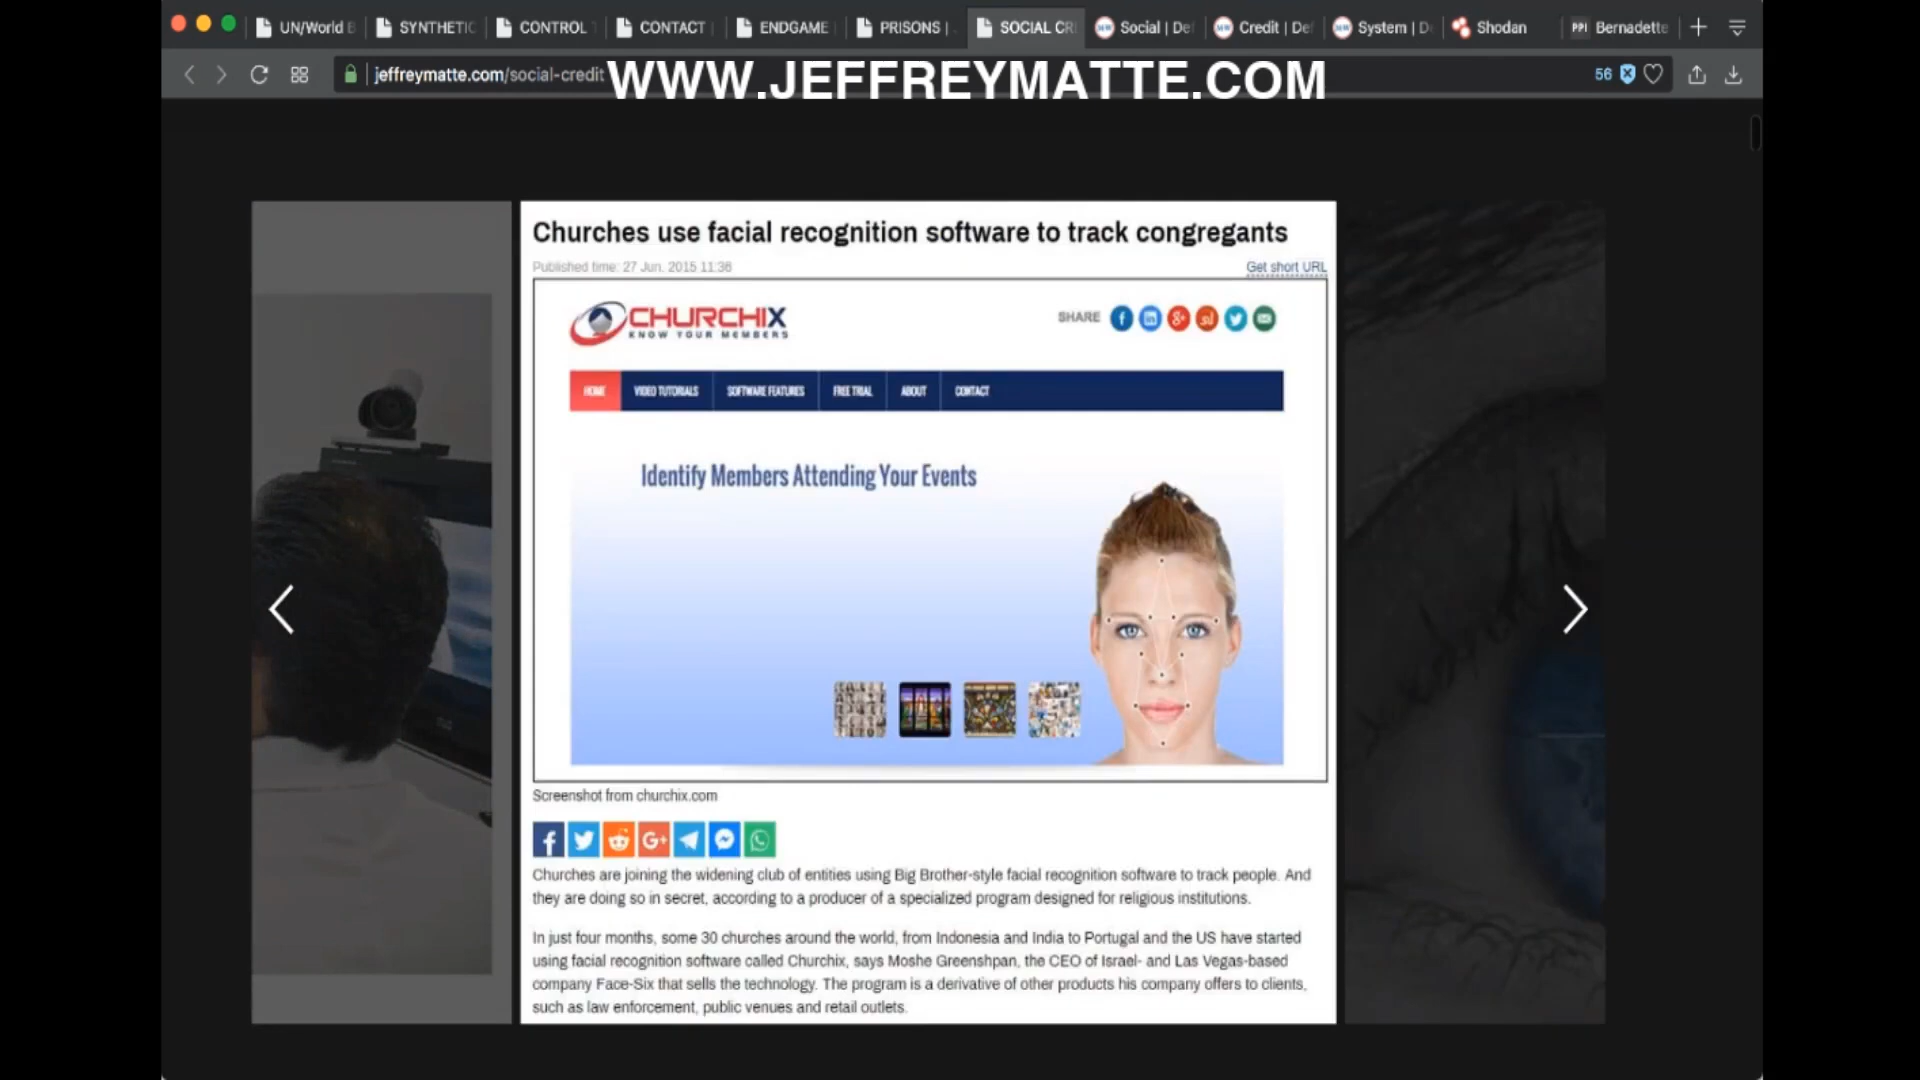 UN/World B
SYNTHETIC
CONTROL T
CONTACT
ENDGAME
PRISONS |
SOCIAL CR
Social | De
Credit | De
System | D
Shodan
PPI
Bernadette
jeffreymatte.com/social-credit
WWW.JEFFREYMATTE.COM
56
Churches use facial recognition software to track congregants
Published time: 27 Jun, 2015 11:36
Get short URL
CHURCHIX
KNOW YOUR MEMBERS
SHARE
HOME
VIDEO TUTORIALS
SOFTWARE FEATURES
FREE TRIAL
ABOUT
CONTACT
Identify Members Attending Your Events
Screenshot from churchix.com
Churches are joining the widening club of entities using Big Brother-style facial recognition software to track people. And
they are doing so in secret, according to a producer of a specialized program designed for religious institutions.
In just four months, some 30 churches around the world, from Indonesia and India to Portugal and the US have started
using facial recognition software called Churchix, says Moshe Greenshpan, the CEO of Israel- and Las Vegas-based
company Face-Six that sells the technology. The program is a derivative of other products his company offers to clients,
such as law enforcement, public venues and retail outlets.